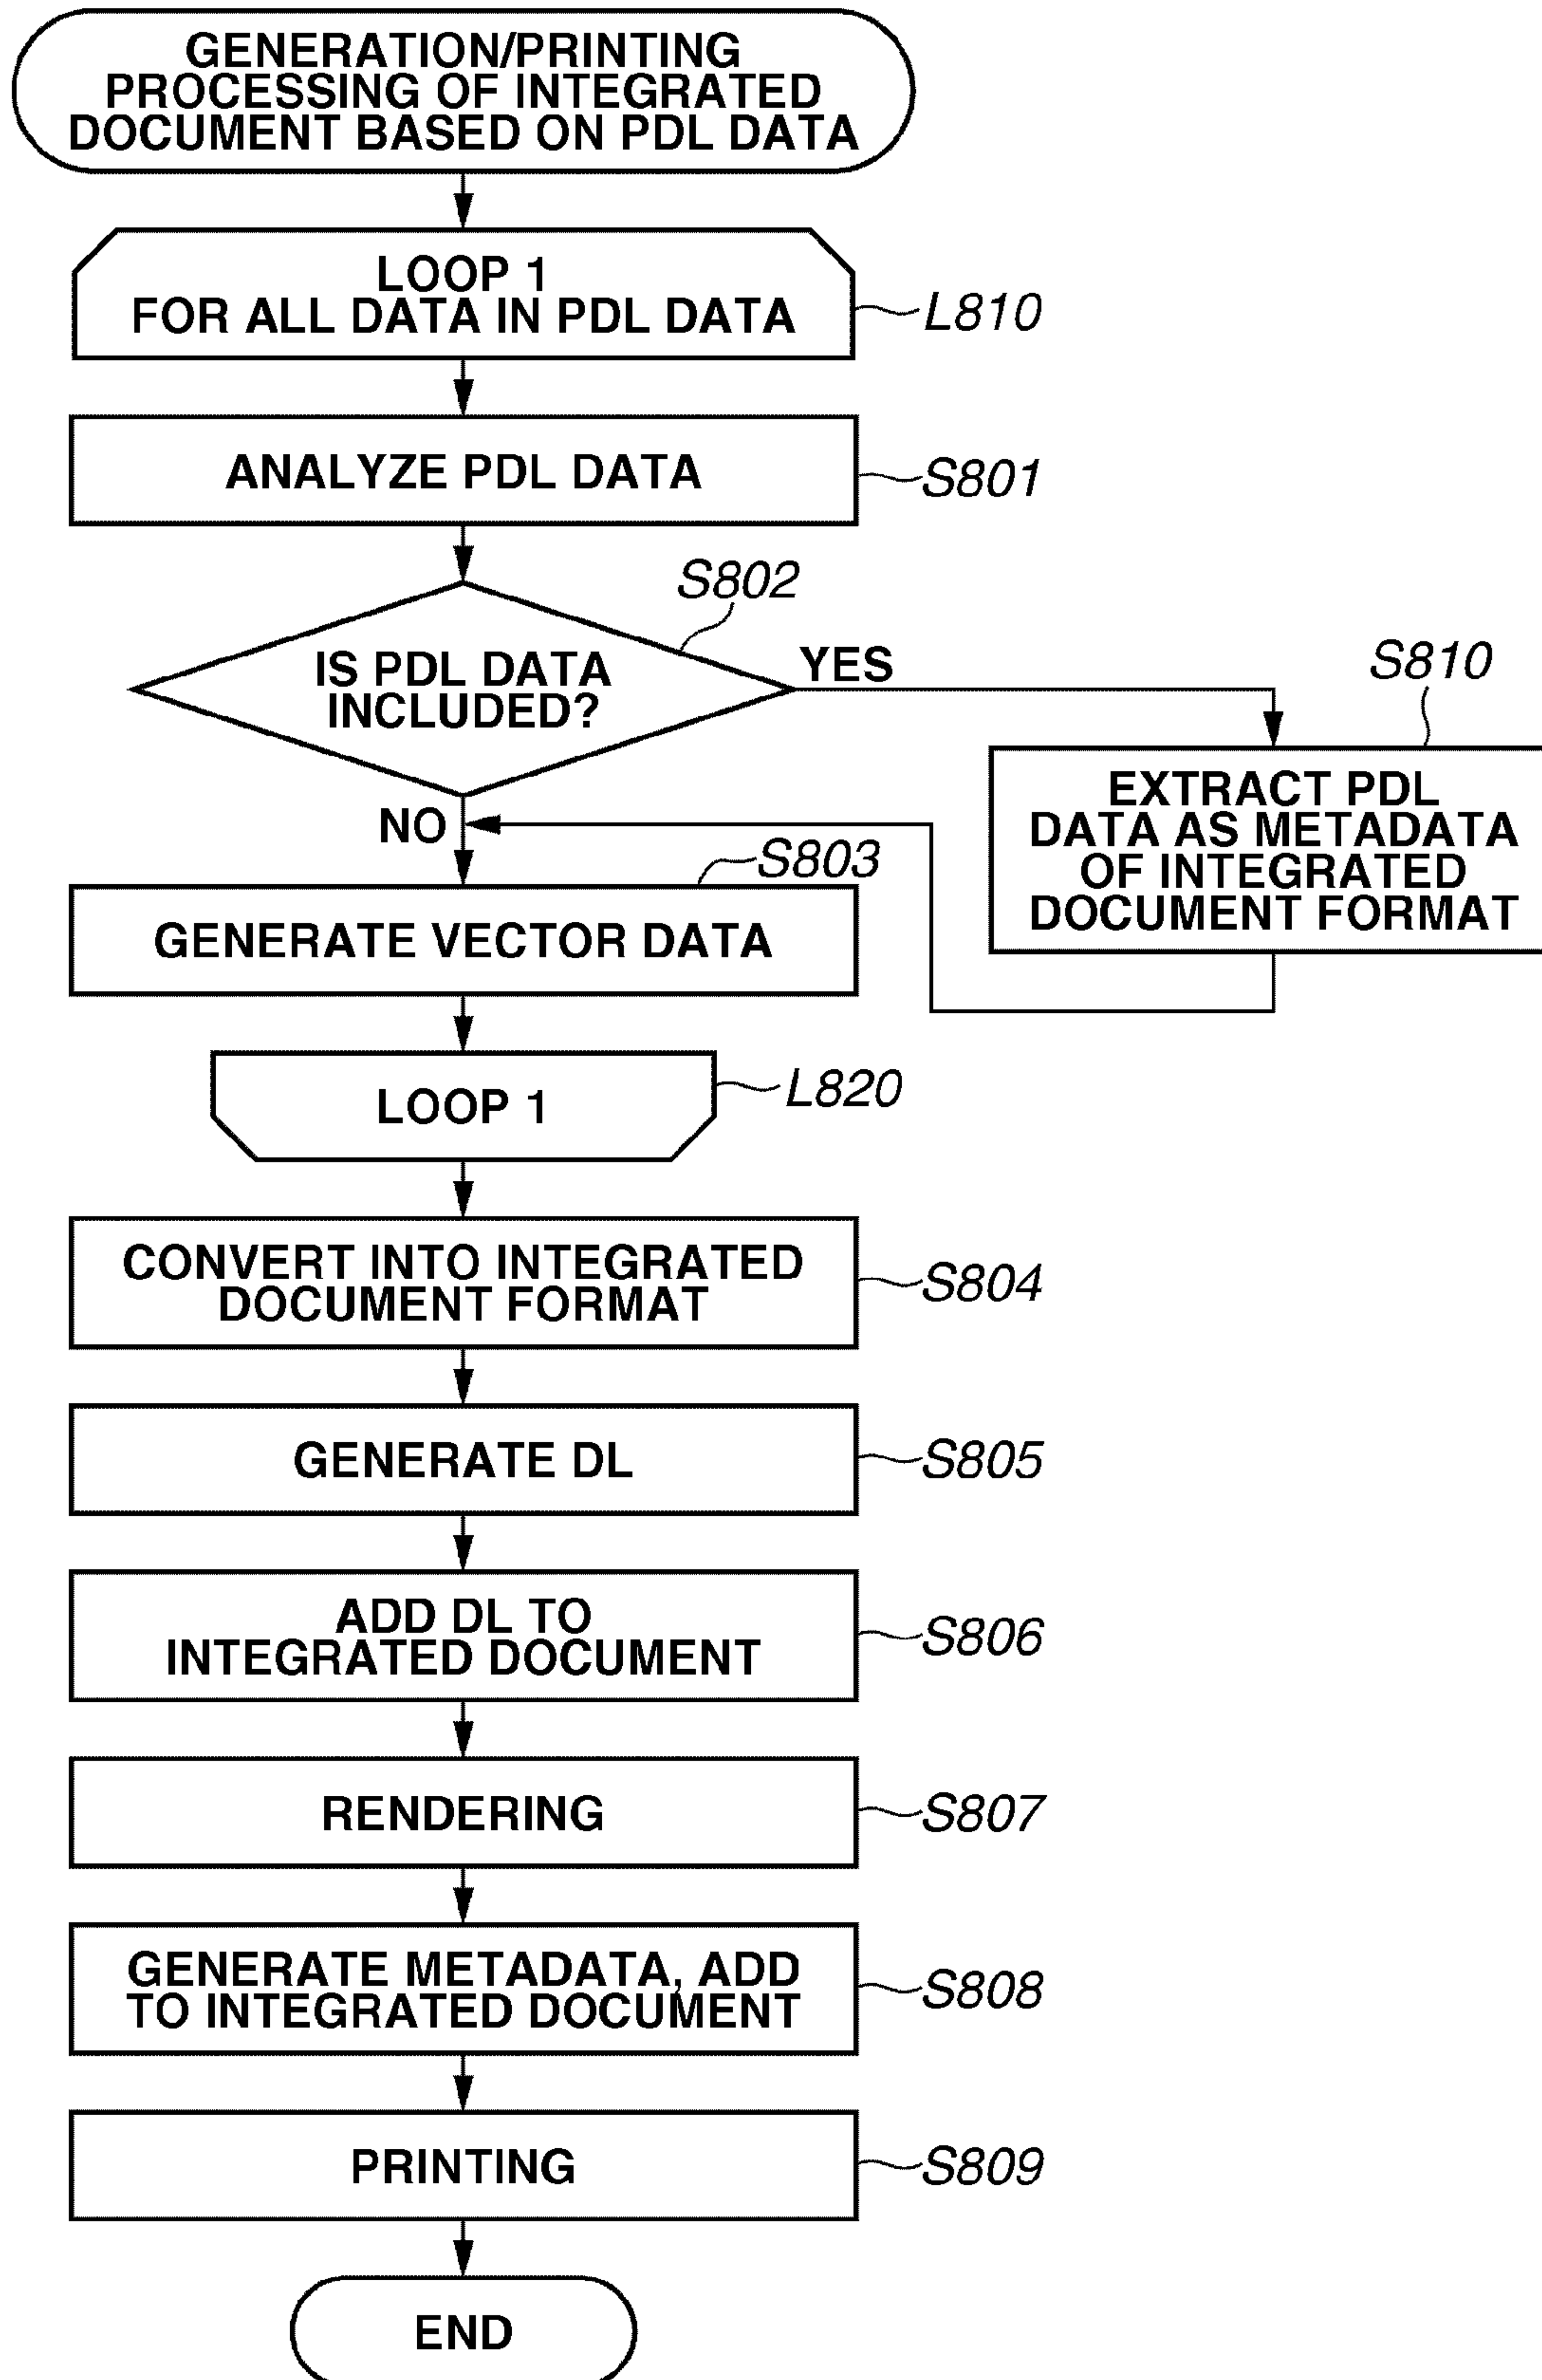 GENERATION/PRINTING
PROCESSING OF INTEGRATED
DOCUMENT BASED ON PDL DATA
LOOP 1
FOR ALL DATA IN PDL DATA
L810
ANALYZE PDL DATA
S801
S802
IS PDL DATA
INCLUDED?
YES
S810
EXTRACT PDL
DATA AS METADATA
OF INTEGRATED
DOCUMENT FORMAT
NO
S803
GENERATE VECTOR DATA
LOOP 1
L820
CONVERT INTO INTEGRATED
DOCUMENT FORMAT
S804
GENERATE DL
S805
ADD DL TO
INTEGRATED DOCUMENT
S806
RENDERING
S807
GENERATE METADATA, ADD
TO INTEGRATED DOCUMENT
S808
PRINTING
S809
END